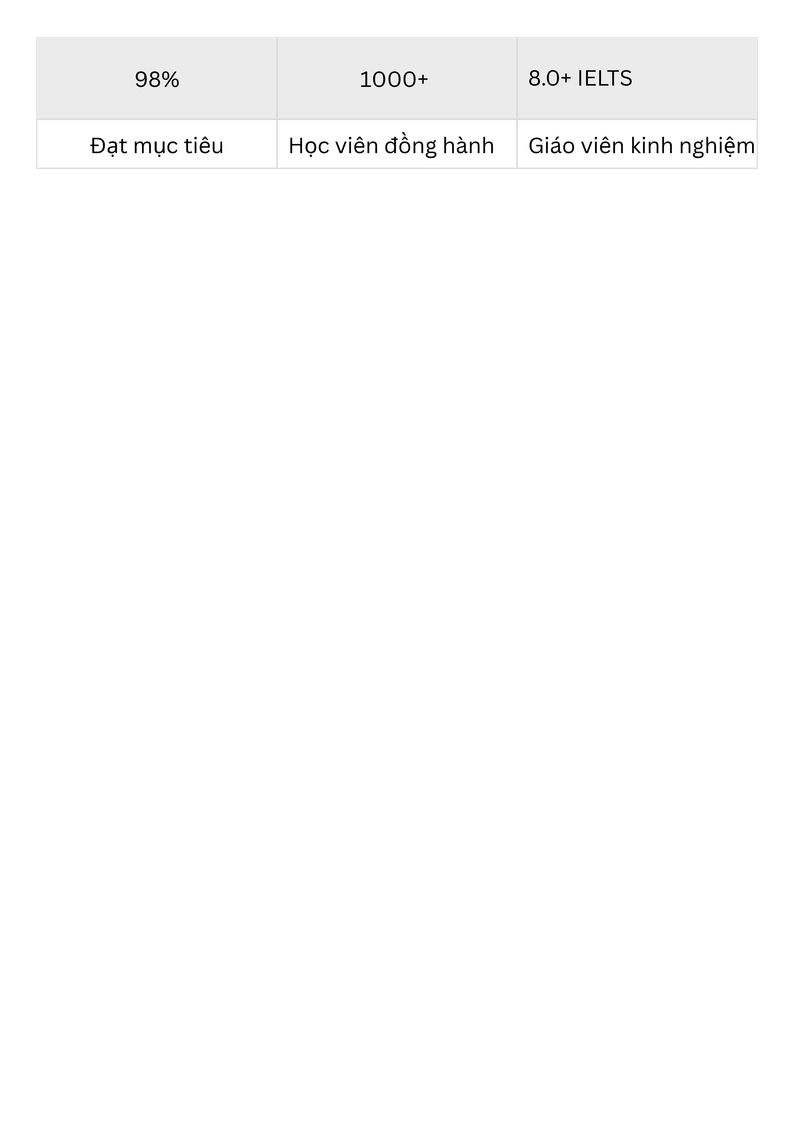 98% 1000+ 8.0+ IELTS
Đạt mục tiêu Học viên đồng hành Giáo viên kinh nghiệm